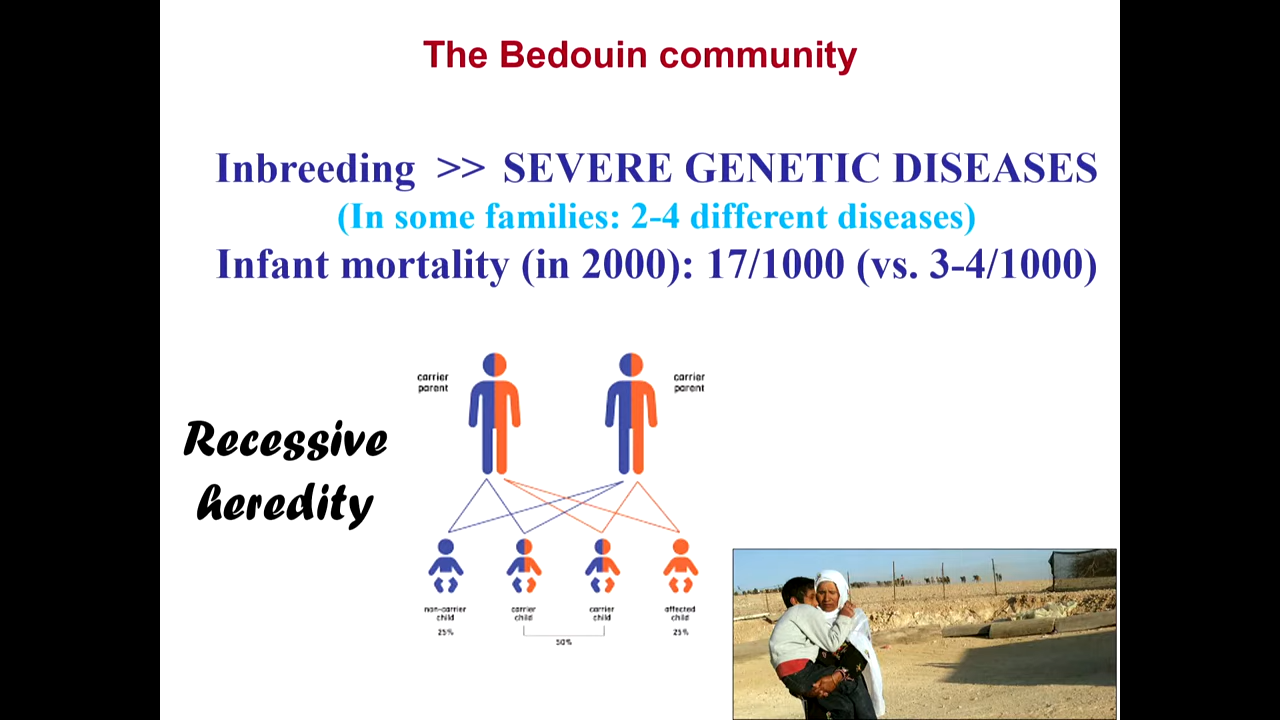 The Bedouin community
Inbreeding >> SEVERE GENETIC DISEASES
(In some families: 2-4 different diseases)
Infant mortality (in 2000): 17/1000 (vs. 3-4/1000)
carrier
parent
carrier
parent
Recessive
heredity
non-carrier
child
25%
carrier
child
carrier
child
50%
affected
child
25%